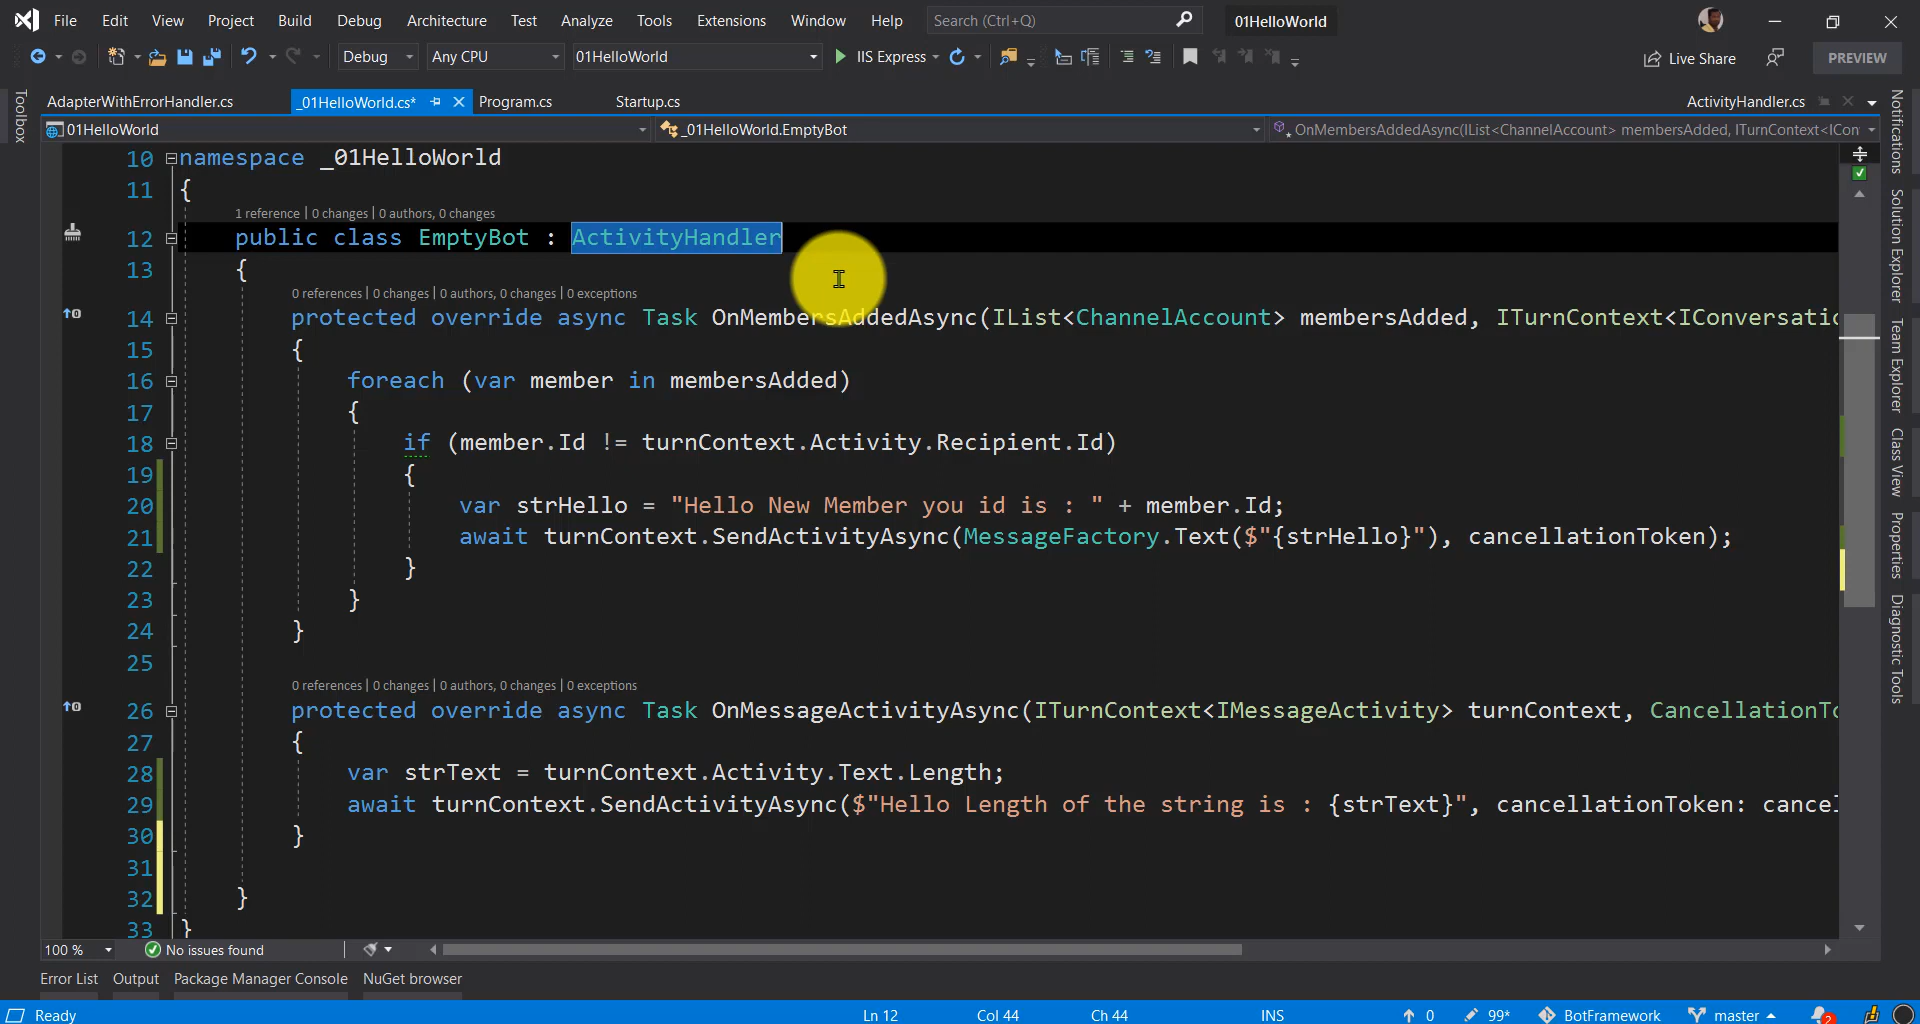 File Edit View Project Build Debug Architecture Test Analyze Tools Extensions Window Help Search (Ctrl+Q) 01HelloWorld
Debug Any CPU 01HelloWorld IIS Express Live Share PREVIEW
AdapterWithErrorHandler.cs _01HelloWorld.cs* Program.cs Startup.cs ActivityHandler.cs
01HelloWorld _01HelloWorld.EmptyBot OnMembersAddedAsync(IList<ChannelAccount> membersAdded, ITurnContext<ICon
10 namespace _01HelloWorld
11 {
1 reference | 0 changes | 0 authors, 0 changes
12 public class EmptyBot : ActivityHandler
13 {
0 references | 0 changes | 0 authors, 0 changes | 0 exceptions
14 protected override async Task OnMembersAddedAsync(IList<ChannelAccount> membersAdded, ITurnContext<IConversatio
15 {
16 foreach (var member in membersAdded)
17 {
18 if (member.Id != turnContext.Activity.Recipient.Id)
19 {
20 var strHello = "Hello New Member you id is : " + member.Id;
21 await turnContext.SendActivityAsync(MessageFactory.Text($"{strHello}"), cancellationToken);
22 }
23 }
24 }
25
0 references | 0 changes | 0 authors, 0 changes | 0 exceptions
26 protected override async Task OnMessageActivityAsync(ITurnContext<IMessageActivity> turnContext, CancellationTo
27 {
28 var strText = turnContext.Activity.Text.Length;
29 await turnContext.SendActivityAsync($"Hello Length of the string is : {strText}", cancellationToken: cancel
30 }
31
32 }
33 }
100 % No issues found
Error List Output Package Manager Console NuGet browser
Ready Ln 12 Col 44 Ch 44 INS 0 99* BotFramework master 2
Toolbox
Notifications
Solution Explorer
Team Explorer
Class View
Properties
Diagnostic Tools